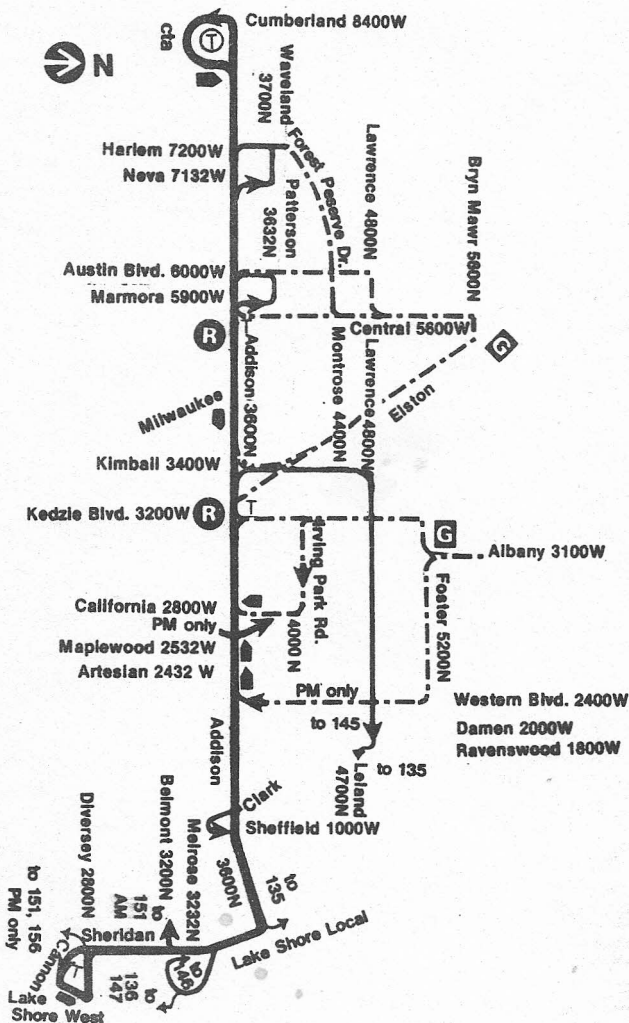 Cumberland 8400W
cta
T
N
Waveland
3700N
Forest Preserve Dr.
Lawrence 4800N
Bryn Mawr 5600N
Harlem 7200W
Neva 7132W
Patterson
3632N
Austin Blvd. 6000W
Marmora 5900W
Central 5600W
R
G
Addison 3600N
Montrose 4400N
Lawrence 4800N
Elston
Milwaukee
Kimball 3400W
T
Kedzie Blvd. 3200W
R
G
Albany 3100W
Irving Park Rd.
4000 N
Foster 5200N
California 2800W
PM only
Maplewood 2532W
Artesian 2432 W
PM only
Western Blvd. 2400W
to 145
Damen 2000W
Ravenswood 1800W
to 135
Leland
4700N
Addison
Clark
Sheffield 1000W
3600N
to
135
Melrose 3232N
Belmont 3200N
Diversey 2800N
to
151
AM
Sheridan
Lake Shore Local
to 151, 156
PM only
Cannon
T
to
146
to
136
147
Lake
Shore West